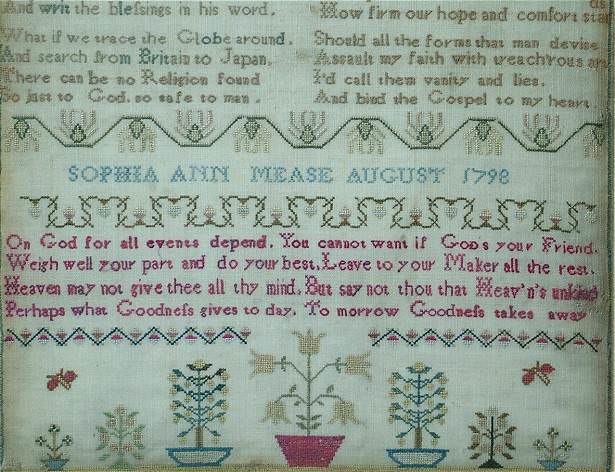 And writ the bleſsings in his word.
What if we trace the Globe around.
And search from Britain to Japan,
There can be no Religion found
So just to God. so safe to man.
How firm our hope and comfort
Should all the forms that man devise
Assault my faith with treach'rous
I'd call them vanity and lies.
And bind the Gospel to my heart.
SOPHIA ANN MEASE AUGUST 1798
On God for all events depend. You cannot want if God's your Friend.
Weigh well your part and do your best. Leave to your Maker all the rest.
Heaven may not give thee all thy mind. But say not thou that Heav'n's unkind
Perhaps what Goodneſs gives to day. To morrow Goodneſs takes away